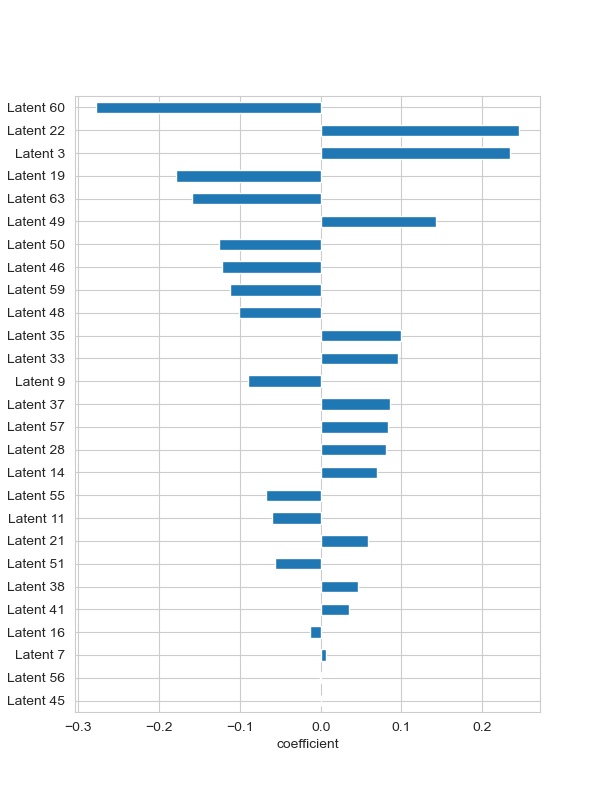 Latent 60
Latent 22
Latent 3
Latent 19
Latent 63
Latent 49
Latent 50
Latent 46
Latent 59
Latent 48
Latent 35
Latent 33
Latent 9
Latent 37
Latent 57
Latent 28
Latent 14
Latent 55
Latent 11
Latent 21
Latent 51
Latent 38
Latent 41
Latent 16
Latent 7
Latent 56
Latent 45
−0.3 −0.2 −0.1 0.0 0.1 0.2
coefficient